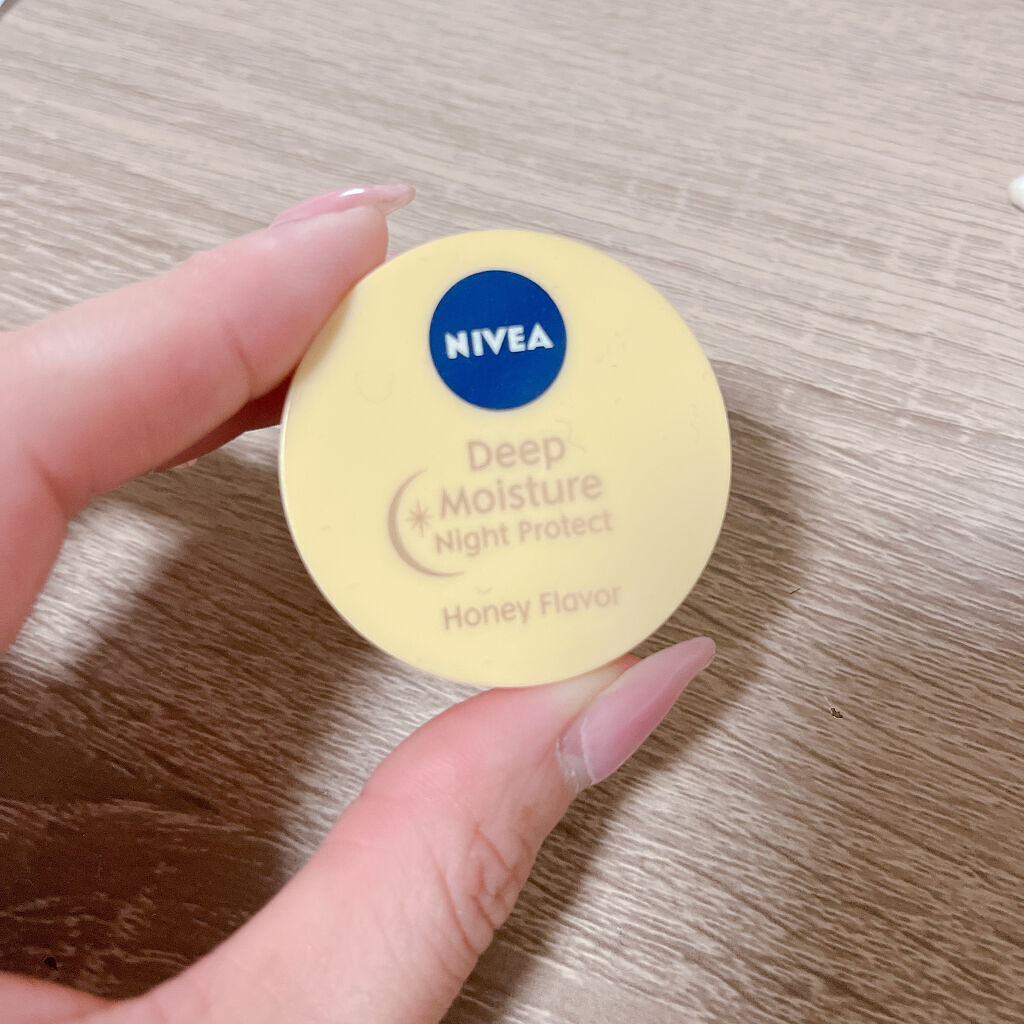 NIVEA
Deep
Moisture
Night Protect
Honey Flavor